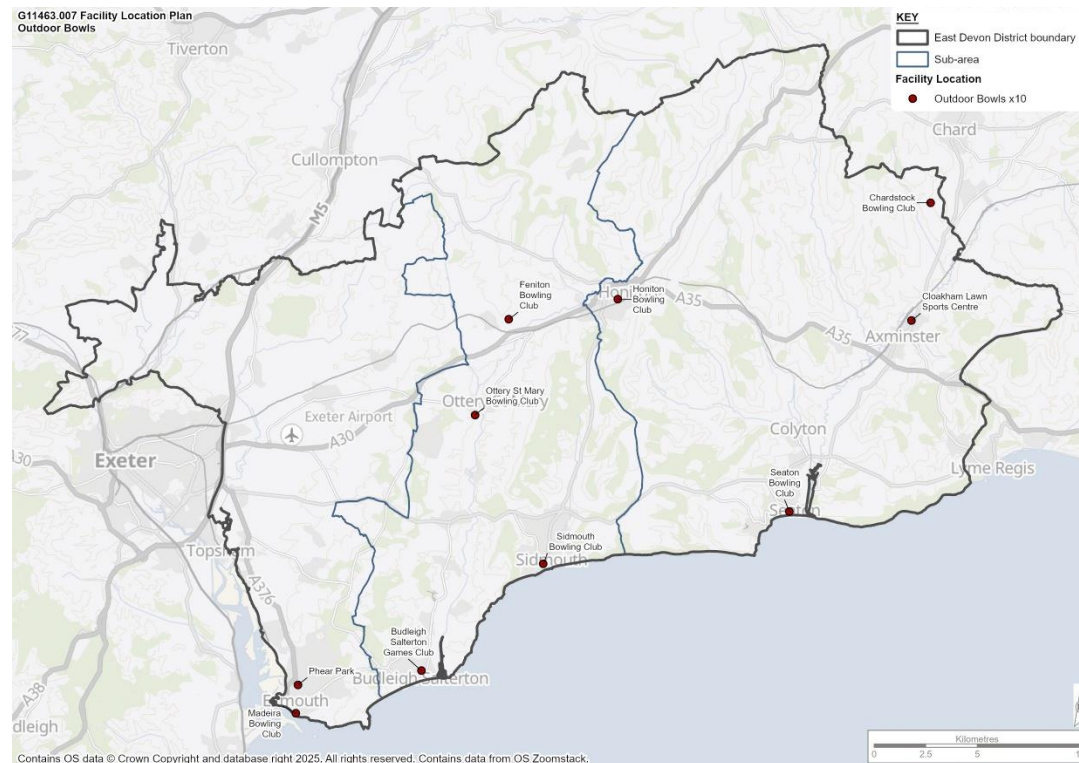 G11463.007 Facility Location Plan
Outdoor Bowls
KEY
East Devon District boundary
Sub-area
Facility Location
Outdoor Bowls x10
Tiverton
Cullompton
M5
Chard
Chardstock
Bowling Club
Feniton
Bowling
Club
Honiton
Bowling
Club
A35
Cloakham Lawn
Sports Centre
A35
Axminster
Ottery St Mary
Bowling Club
Exeter Airport
A30
Exeter
A30
Colyton
Lyme Regis
Seaton
Bowling
Club
Sidmouth
Bowling Club
Sidmouth
Topsham
A376
Budleigh
Salterton
Games Club
Budleigh Salterton
Phear Park
Madeira
Bowling
Club
A38
dleigh
Kilometres
0 2.5 5
Contains OS data © Crown Copyright and database right 2025. All rights reserved. Contains data from OS Zoomstack.